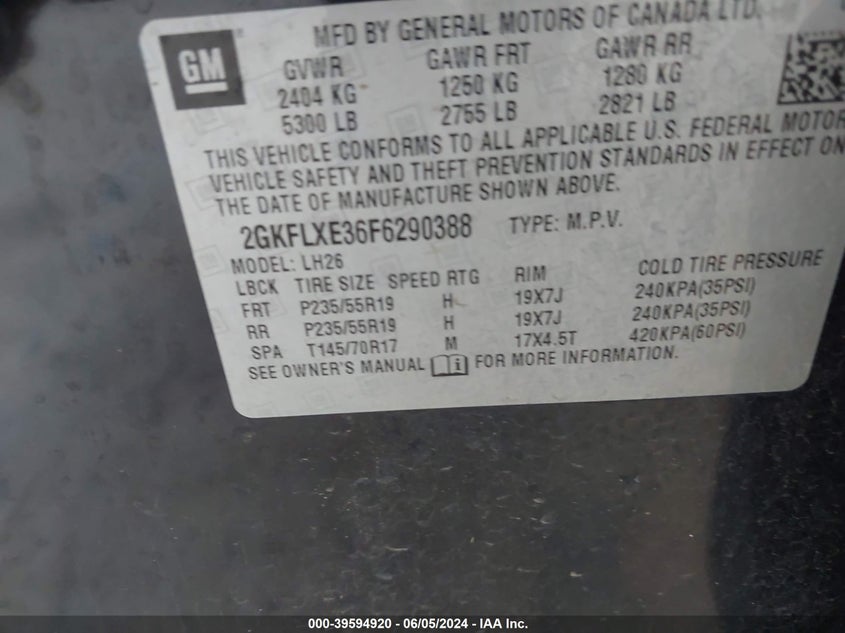 MFD BY GENERAL MOTORS OF CANADA LTD.
GM
GVWR GAWR FRT GAWR RR
2404 KG 1250 KG 1280 KG
5300 LB 2755 LB 2821 LB
THIS VEHICLE CONFORMS TO ALL APPLICABLE U.S. FEDERAL MOTOR
VEHICLE SAFETY AND THEFT PREVENTION STANDARDS IN EFFECT ON
THE DATE OF MANUFACTURE SHOWN ABOVE.
2GKFLXE36F6290388 TYPE: M.P.V.
MODEL: LH26
LBCK TIRE SIZE SPEED RTG RIM COLD TIRE PRESSURE
FRT P235/55R19 H 19X7J 240KPA(35PSI)
RR P235/55R19 H 19X7J 240KPA(35PSI)
SPA T145/70R17 M 17X4.5T 420KPA(60PSI)
SEE OWNER'S MANUAL FOR MORE INFORMATION.
000-39594920 - 06/05/2024 - IAA Inc.